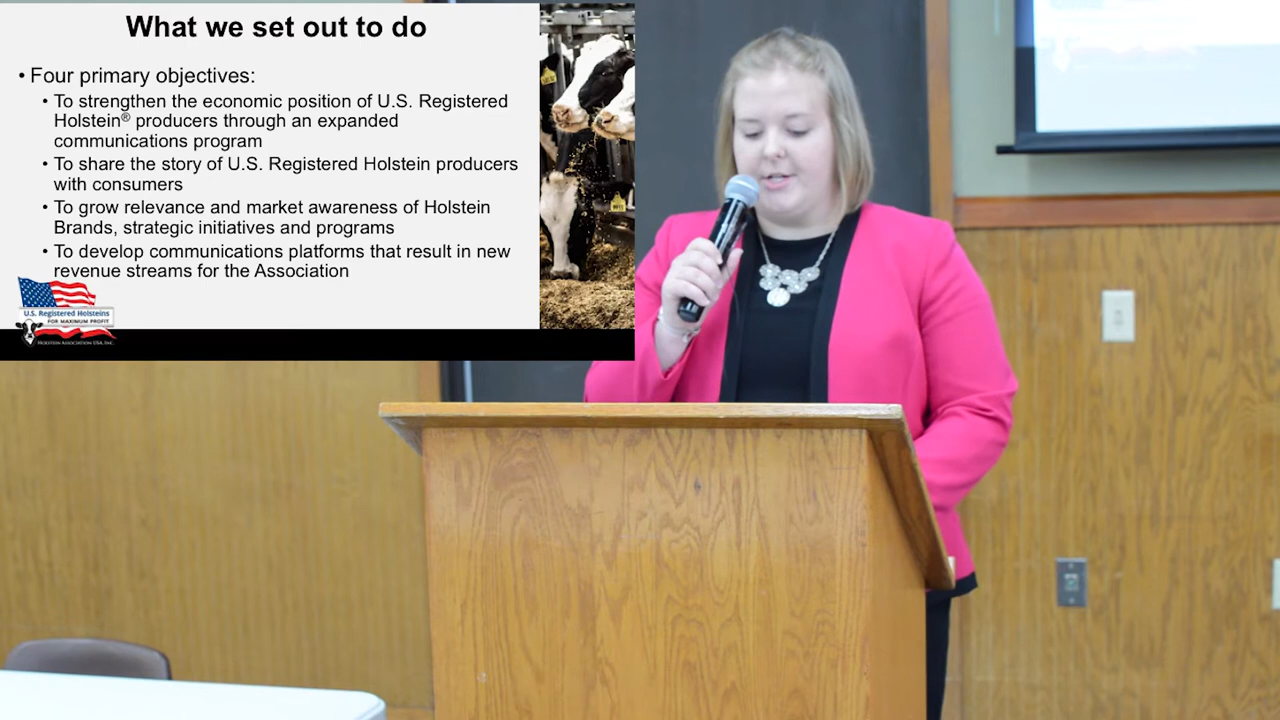 What we set out to do
• Four primary objectives:
• To strengthen the economic position of U.S. Registered
Holstein® producers through an expanded
communications program
• To share the story of U.S. Registered Holstein producers
with consumers
• To grow relevance and market awareness of Holstein
Brands, strategic initiatives and programs
• To develop communications platforms that result in new
revenue streams for the Association
U.S. Registered Holsteins
FOR MAXIMUM PROFIT
HOLSTEIN ASSOCIATION USA, INC.